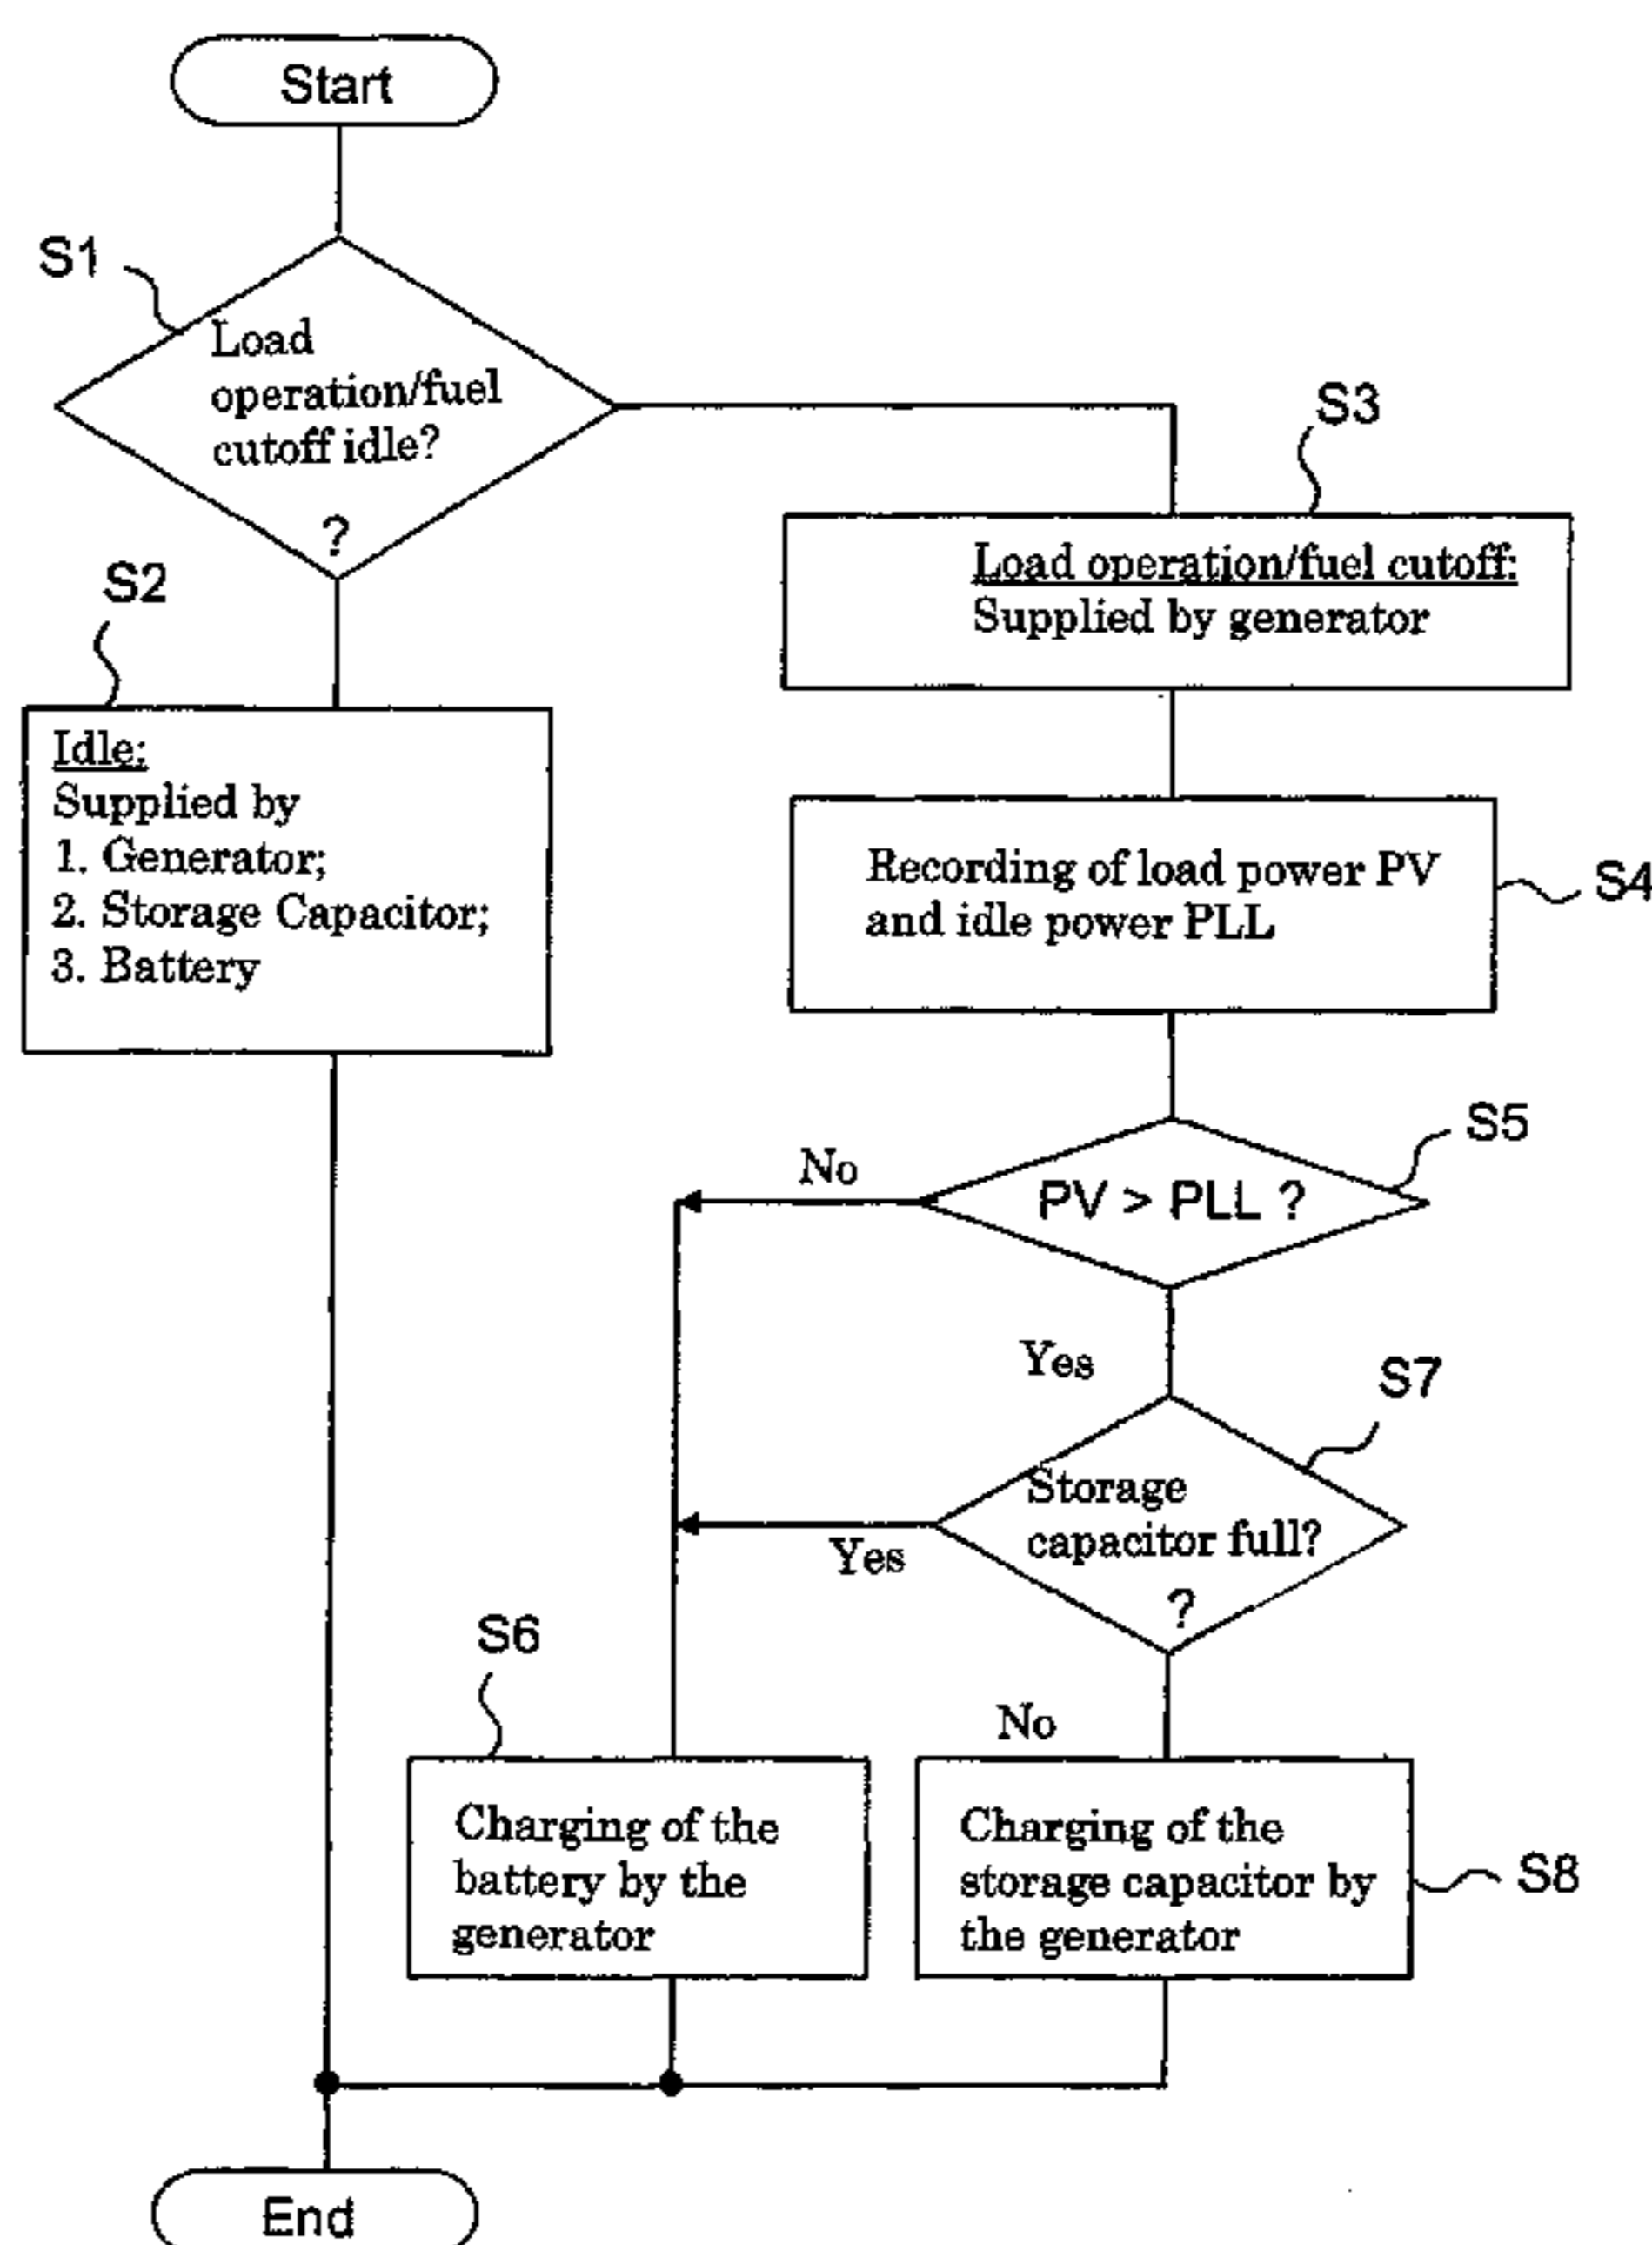 Start
S1
Load
operation/fuel
cutoff idle?
?
S2
Idle:
Supplied by
1. Generator;
2. Storage Capacitor;
3. Battery
S3
Load operation/fuel cutoff:
Supplied by generator
Recording of load power PV
and idle power PLL
S4
S5
No
PV > PLL ?
Yes
S7
Storage
capacitor full?
?
Yes
S6
No
Charging of the
battery by the
generator
Charging of the
storage capacitor by
the generator
S8
End